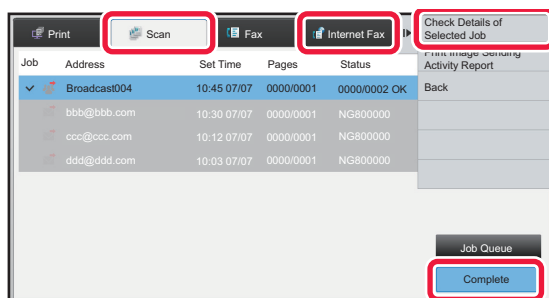 Print Scan Fax Internet Fax
Check Details of
Selected Job
Print Image Sending
Activity Report
Back
Job Address Set Time Pages Status
Broadcast004 10:45 07/07 0000/0001 0000/0002 OK
bbb@bbb.com 10:30 07/07 0000/0001 NG800000
ccc@ccc.com 10:12 07/07 0000/0001 NG800000
ddd@ddd.com 10:03 07/07 0000/0001 NG800000
Job Queue
Complete